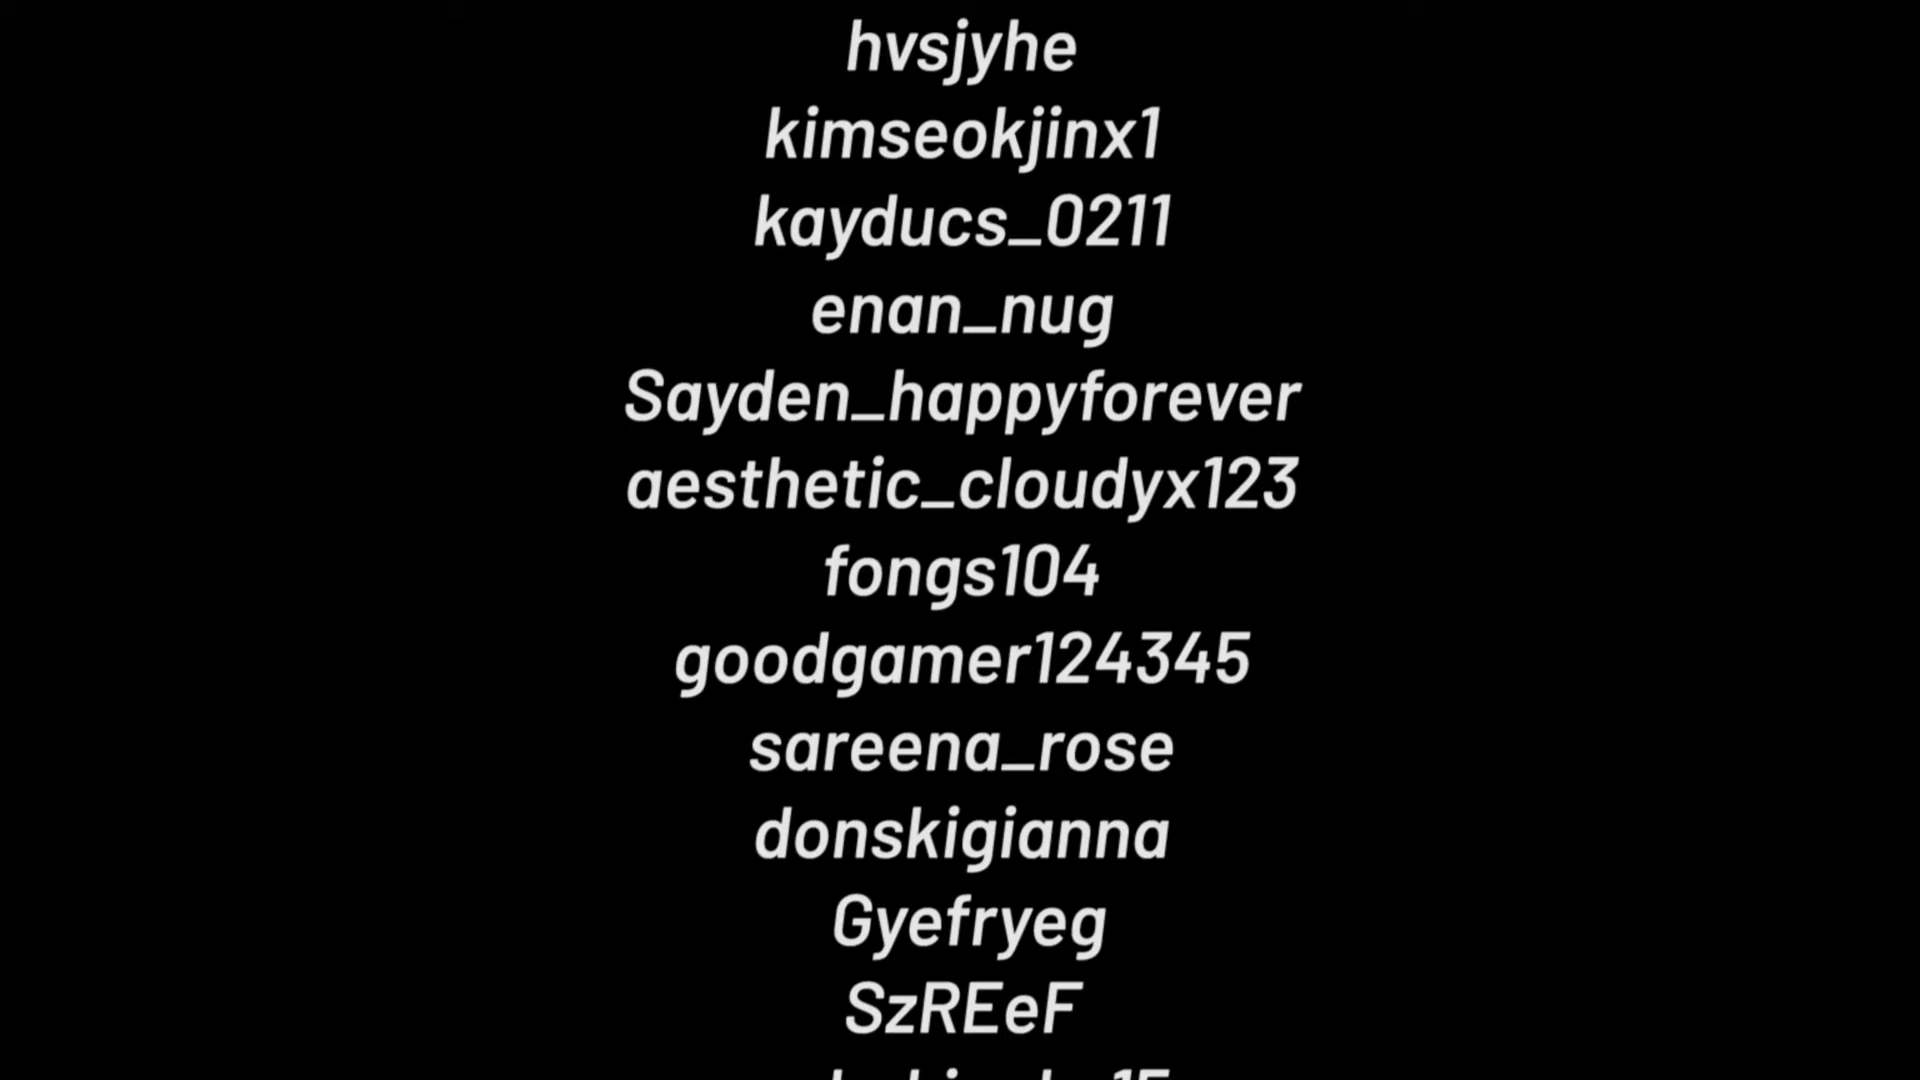 hvsjyhe
kimseokjinx1
kayducs_0211
enan_nug
Sayden_happyforever
aesthetic_cloudyx123
fongs104
goodgamer124345
sareena_rose
donskigianna
Gyefryeg
SzREeF